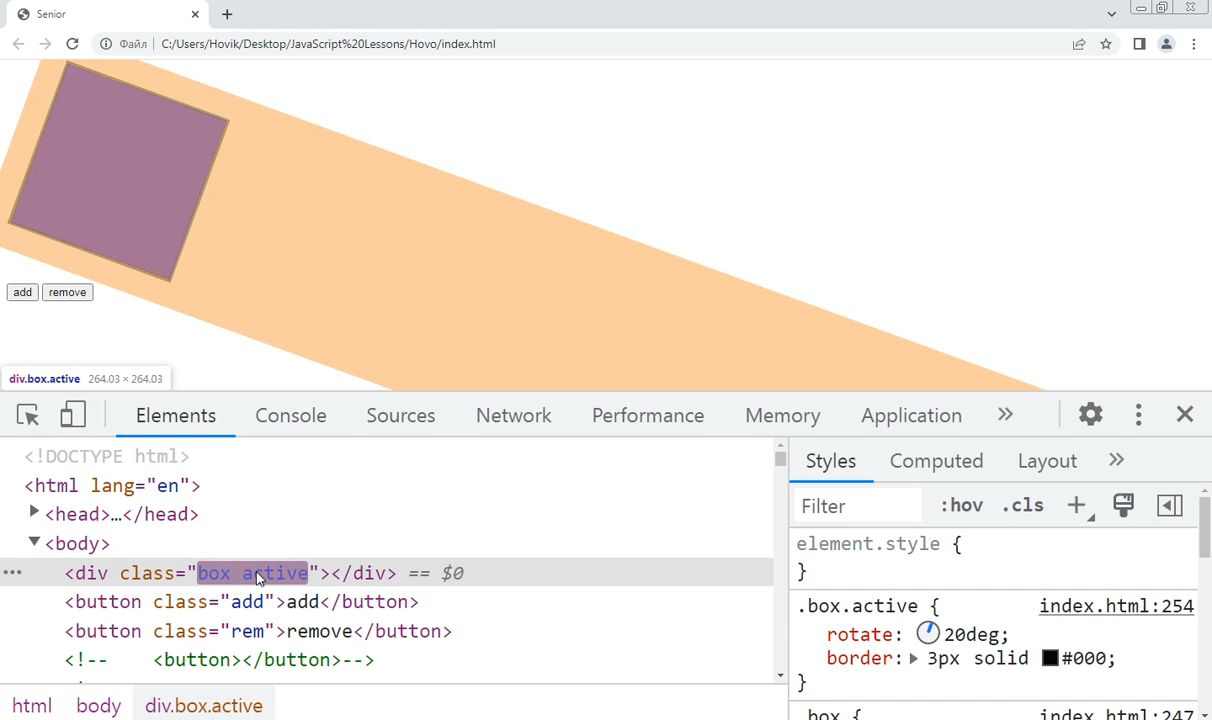 Senior
Файл C:/Users/Hovik/Desktop/JavaScript%20Lessons/Hovo/index.html
add remove
div.box.active 264.03 × 264.03
Elements Console Sources Network Performance Memory Application »
<!DOCTYPE html>
<html lang="en">
<head>…</head>
<body>
<div class="box active"></div> == $0
<button class="add">add</button>
<button class="rem">remove</button>
<!-- <button></button>-->
html body div.box.active
Styles Computed Layout »
Filter :hov .cls +
element.style {
}
.box.active { index.html:254
rotate: 20deg;
border: 3px solid #000;
}
.box { index.html:247